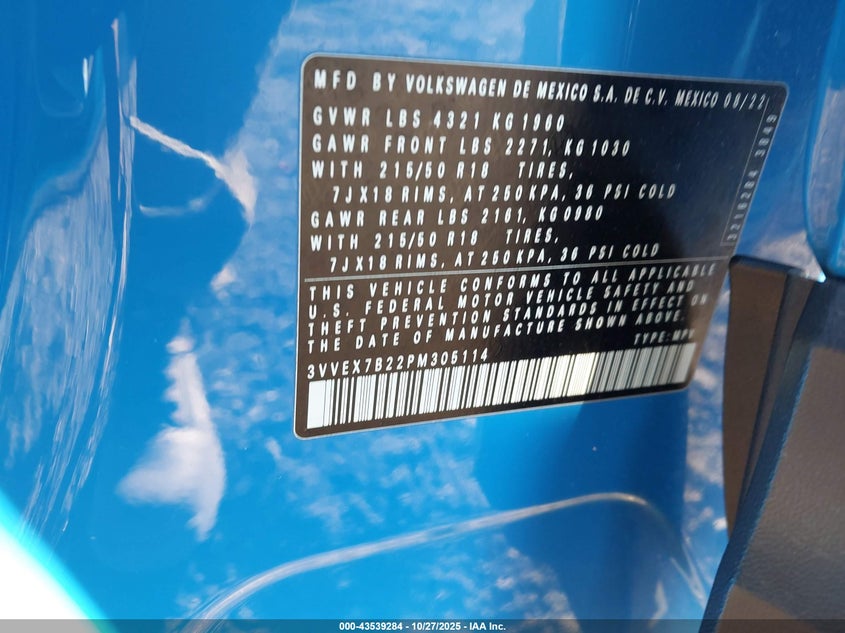 MFD BY VOLKSWAGEN DE MEXICO S.A. DE C.V. MEXICO 08/22
GVWR LBS 4321 KG 1960
GAWR FRONT LBS 2271, KG 1030
WITH 215/50 R18 TIRES,
7JX18 RIMS, AT 250 KPA, 36 PSI COLD
GAWR REAR LBS 2161, KG 0980
WITH 215/50 R18 TIRES,
7JX18 RIMS, AT 250 KPA, 36 PSI COLD
THIS VEHICLE CONFORMS TO ALL APPLICABLE
U.S. FEDERAL MOTOR VEHICLE SAFETY AND
THEFT PREVENTION STANDARDS IN EFFECT ON
THE DATE OF MANUFACTURE SHOWN ABOVE.
3VVEX7B22PM305114 TYPE: MPV
3218284 3849
000-43539284 - 10/27/2025 - IAA Inc.